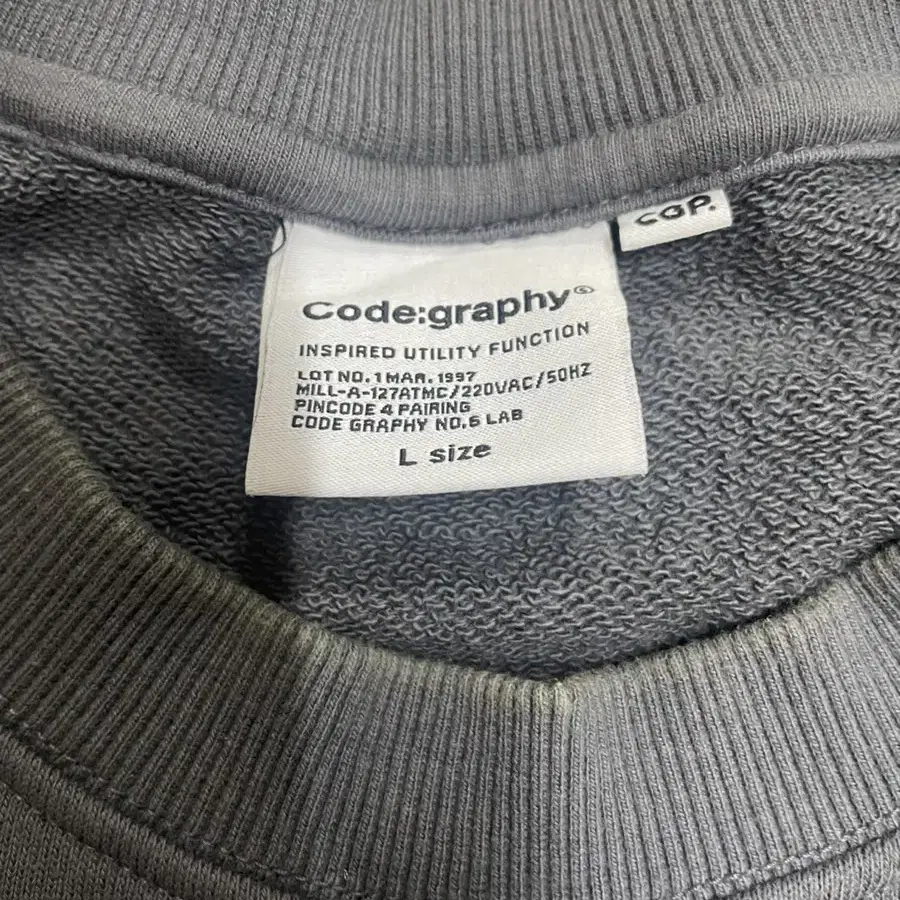 CGP.
Code:graphy©
INSPIRED UTILITY FUNCTION
LOT NO. 1 MAR. 1997
MILL-A-127ATMC/220VAC/50HZ
PINCODE 4 PAIRING
CODE GRAPHY NO.6 LAB
L size